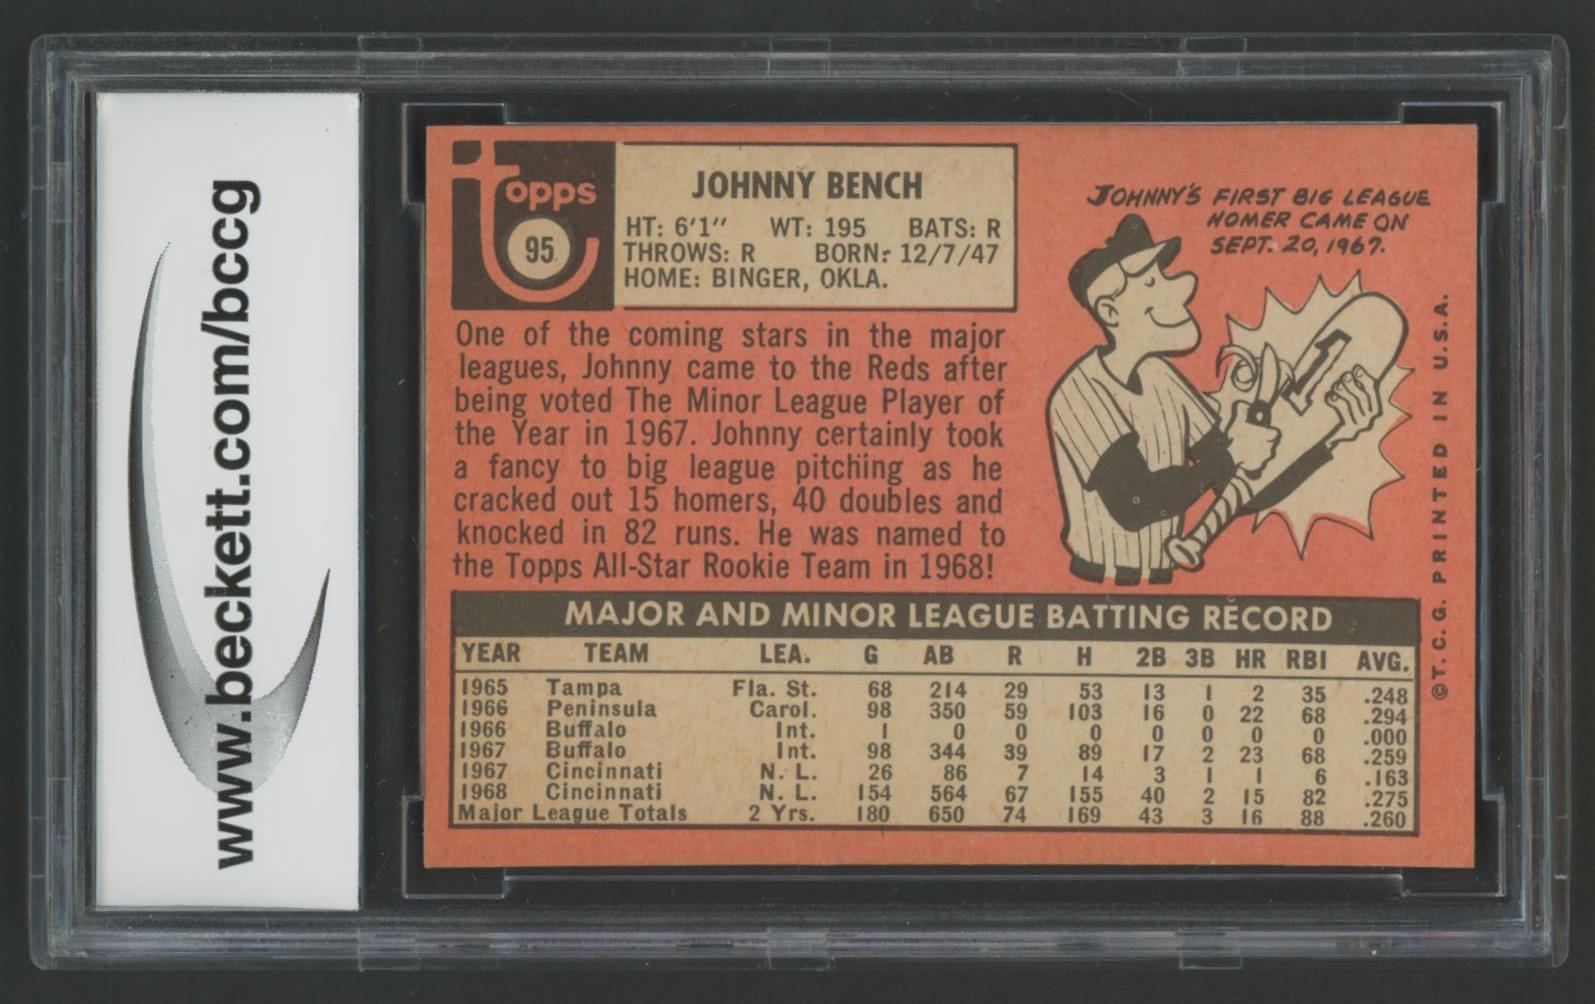 www.beckett.com/bccg
topps
95
JOHNNY BENCH
HT: 6'1" WT: 195 BATS: R
THROWS: R BORN: 12/7/47
HOME: BINGER, OKLA.
JOHNNY'S FIRST BIG LEAGUE
HOMER CAME ON
SEPT. 20, 1967.
1
One of the coming stars in the major
leagues, Johnny came to the Reds after
being voted The Minor League Player of
the Year in 1967. Johnny certainly took
a fancy to big league pitching as he
cracked out 15 homers, 40 doubles and
knocked in 82 runs. He was named to
the Topps All-Star Rookie Team in 1968!
©T.C.G. PRINTED IN U.S.A.
MAJOR AND MINOR LEAGUE BATTING RECORD
YEAR TEAM LEA. G AB R H 2B 3B HR RBI AVG.
1965 Tampa Fla. St. 68 214 29 53 13 1 2 35 .248
1966 Peninsula Carol. 98 350 59 103 16 0 22 68 .294
1966 Buffalo Int. 1 0 0 0 0 0 0 0 .000
1967 Buffalo Int. 98 344 39 89 17 2 23 68 .259
1967 Cincinnati N. L. 26 86 7 14 3 1 1 6 .163
1968 Cincinnati N. L. 154 564 67 155 40 2 15 82 .275
Major League Totals 2 Yrs. 180 650 74 169 43 3 16 88 .260